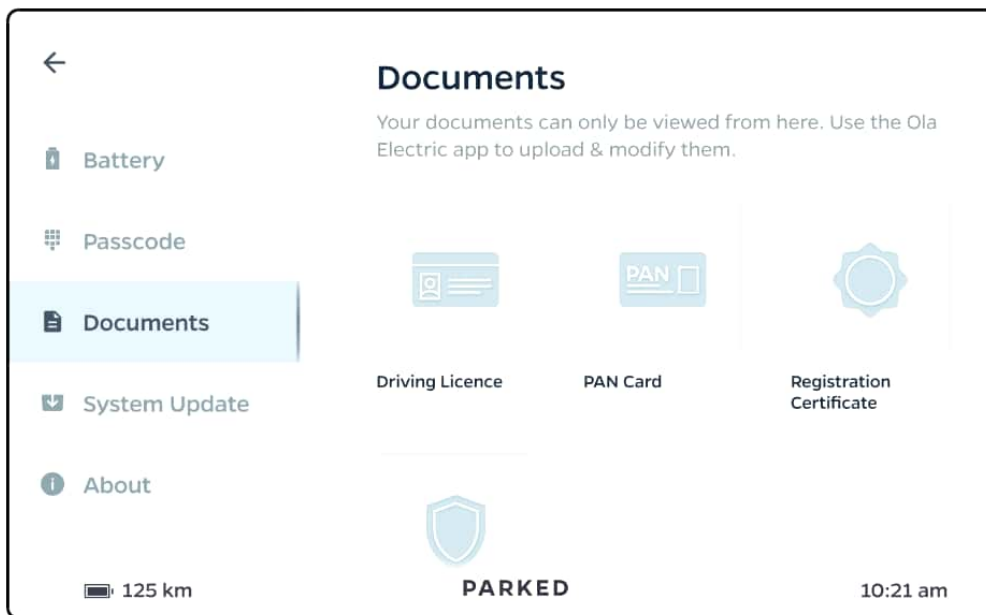 Documents
Your documents can only be viewed from here. Use the Ola
Electric app to upload & modify them.
Battery
Passcode
Documents
System Update
About
PAN
Driving Licence
PAN Card
Registration
Certificate
125 km
PARKED
10:21 am